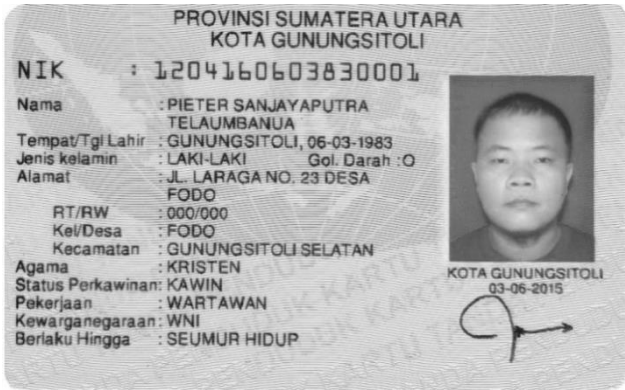 PROVINSI SUMATERA UTARA
KOTA GUNUNGSITOLI
NIK : 1204160603830001
Nama : PIETER SANJAYAPUTRA
TELAUMBANUA
Tempat/Tgl Lahir : GUNUNGSITOLI, 06-03-1983
Jenis kelamin : LAKI-LAKI Gol. Darah :O
Alamat : JL. LARAGA NO. 23 DESA
FODO
RT/RW : 000/000
Kel/Desa : FODO
Kecamatan : GUNUNGSITOLI SELATAN
Agama : KRISTEN
Status Perkawinan: KAWIN
Pekerjaan : WARTAWAN
Kewarganegaraan: WNI
Berlaku Hingga : SEUMUR HIDUP
KOTA GUNUNGSITOLI
03-06-2015